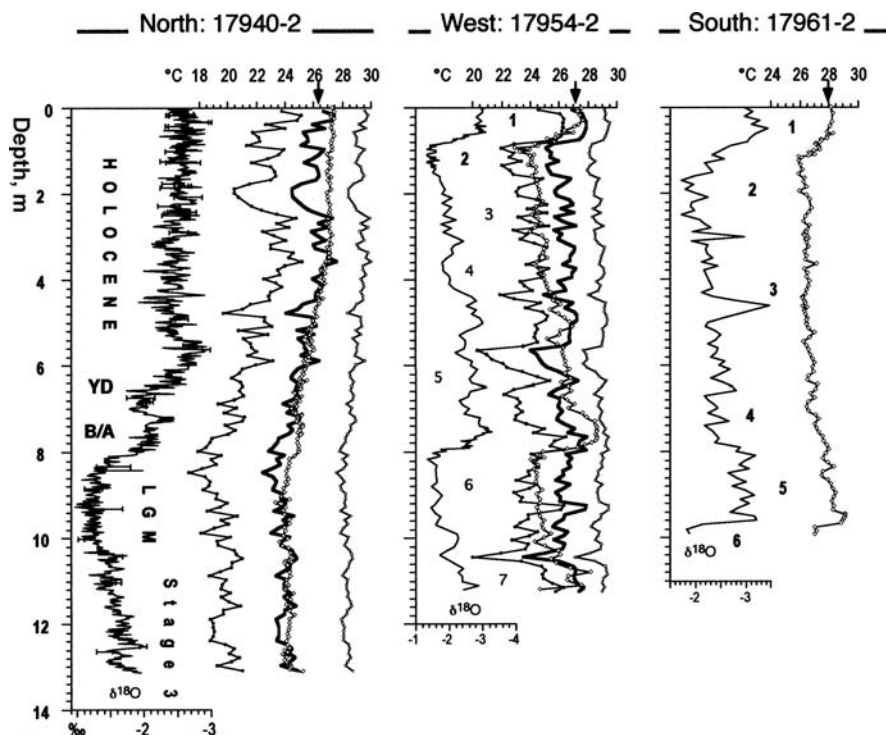 North: 17940-2
West: 17954-2
South: 17961-2
°C 18 20 22 24 26 28 30
°C 20 22 24 26 28 30
°C 24 26 28 30
Depth, m
0
2
4
6
8
10
12
14
HOLOCENE
YD
B/A
LGM
Stage 3
δ18O
‰ -2 -3
1
2
3
4
5
6
7
δ18O
-1 -2 -3 -4
1
2
3
4
5
6
δ18O
-2 -3